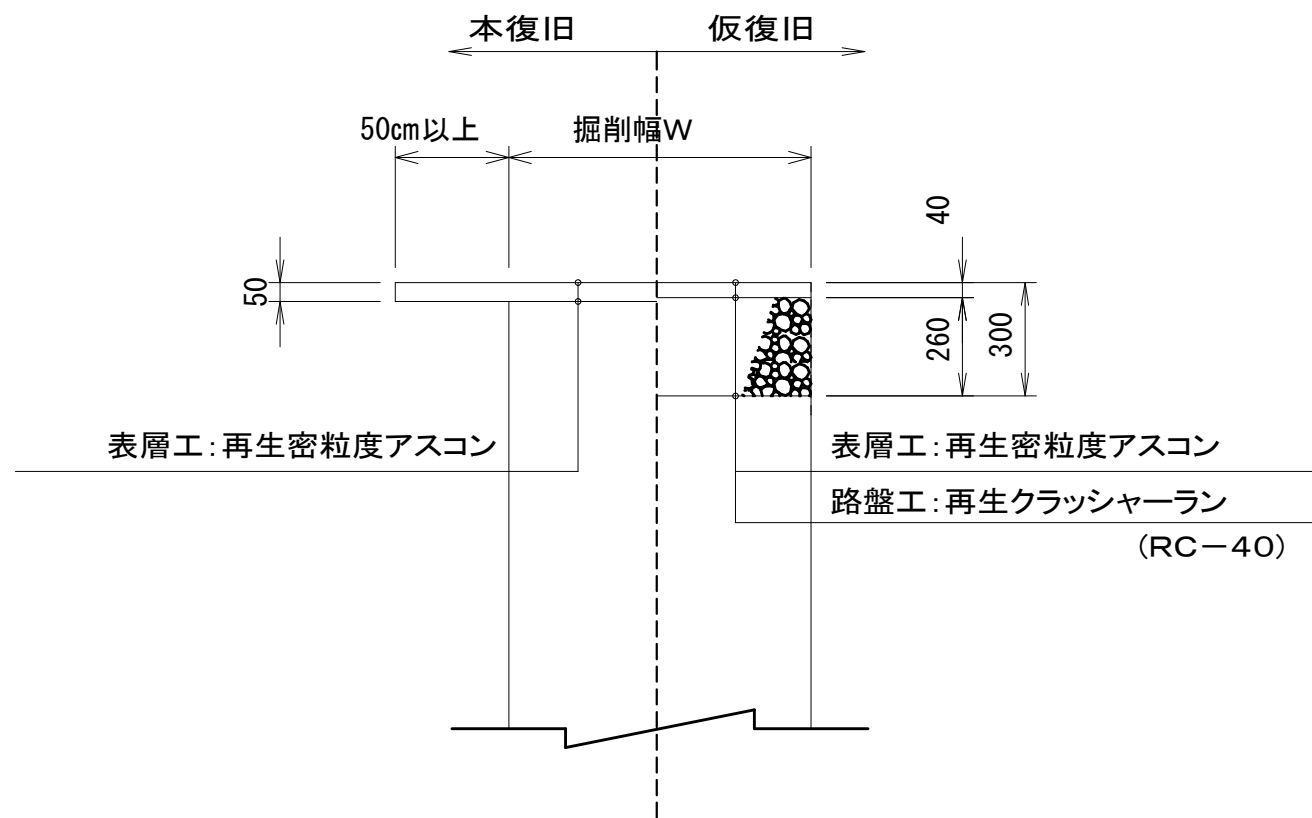 本復旧
仮復旧
50cm以上
掘削幅W
40
50
260
300
表層工：再生密粒度アスコン
表層工：再生密粒度アスコン
路盤工：再生クラッシャーラン
（RC－40）